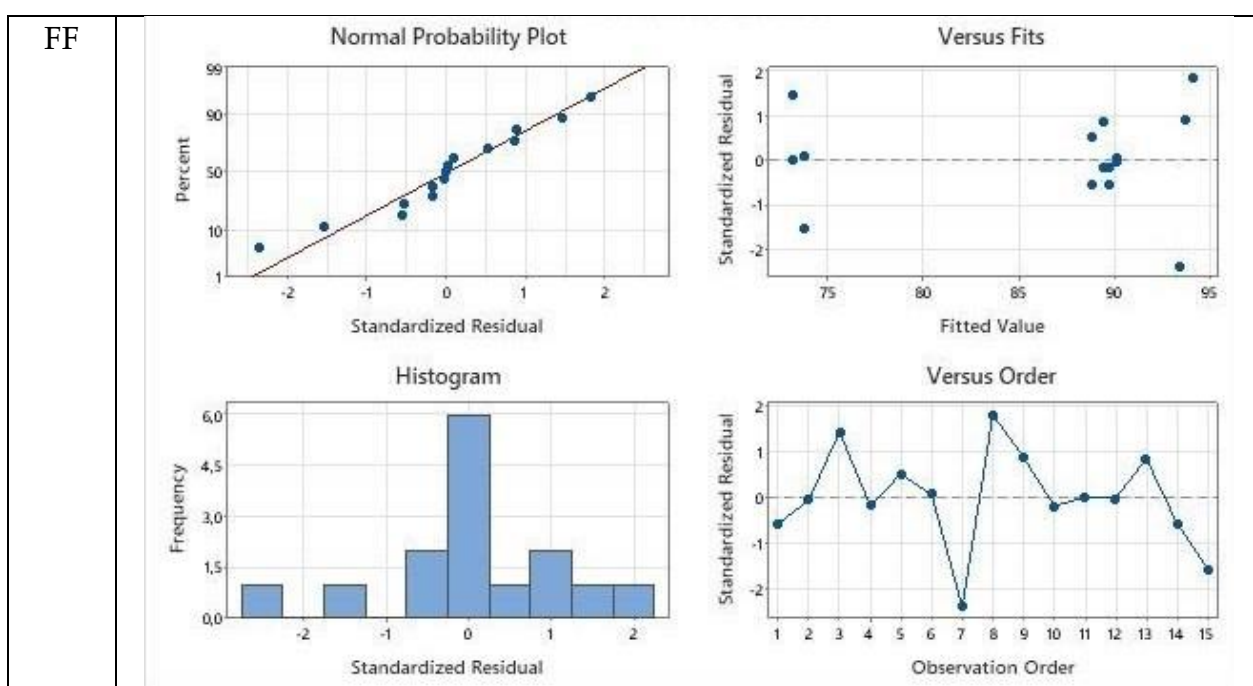 FF
Normal Probability Plot
99
90
50
10
1
Percent
-2 -1 0 1 2
Standardized Residual
Versus Fits
2
1
0
-1
-2
Standardized Residual
75 80 85 90 95
Fitted Value
Histogram
6,0
4,5
3,0
1,5
0,0
Frequency
-2 -1 0 1 2
Standardized Residual
Versus Order
2
1
0
-1
-2
Standardized Residual
1 2 3 4 5 6 7 8 9 10 11 12 13 14 15
Observation Order